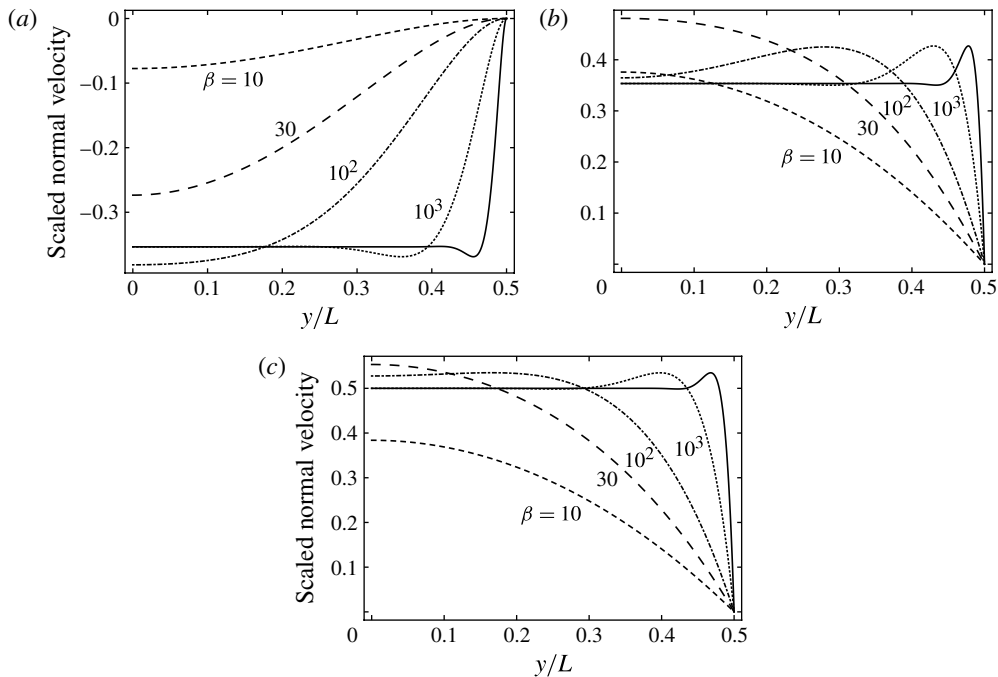 (a)
Scaled normal velocity
0
−0.1
−0.2
−0.3
β = 10
30
10²
10³
0 0.1 0.2 0.3 0.4 0.5
y/L
(b)
0.4
0.3
0.2
0.1
10² 10³
30
β = 10
0 0.1 0.2 0.3 0.4 0.5
y/L
(c)
Scaled normal velocity
0.5
0.4
0.3
0.2
0.1
10² 10³
30
β = 10
0 0.1 0.2 0.3 0.4 0.5
y/L